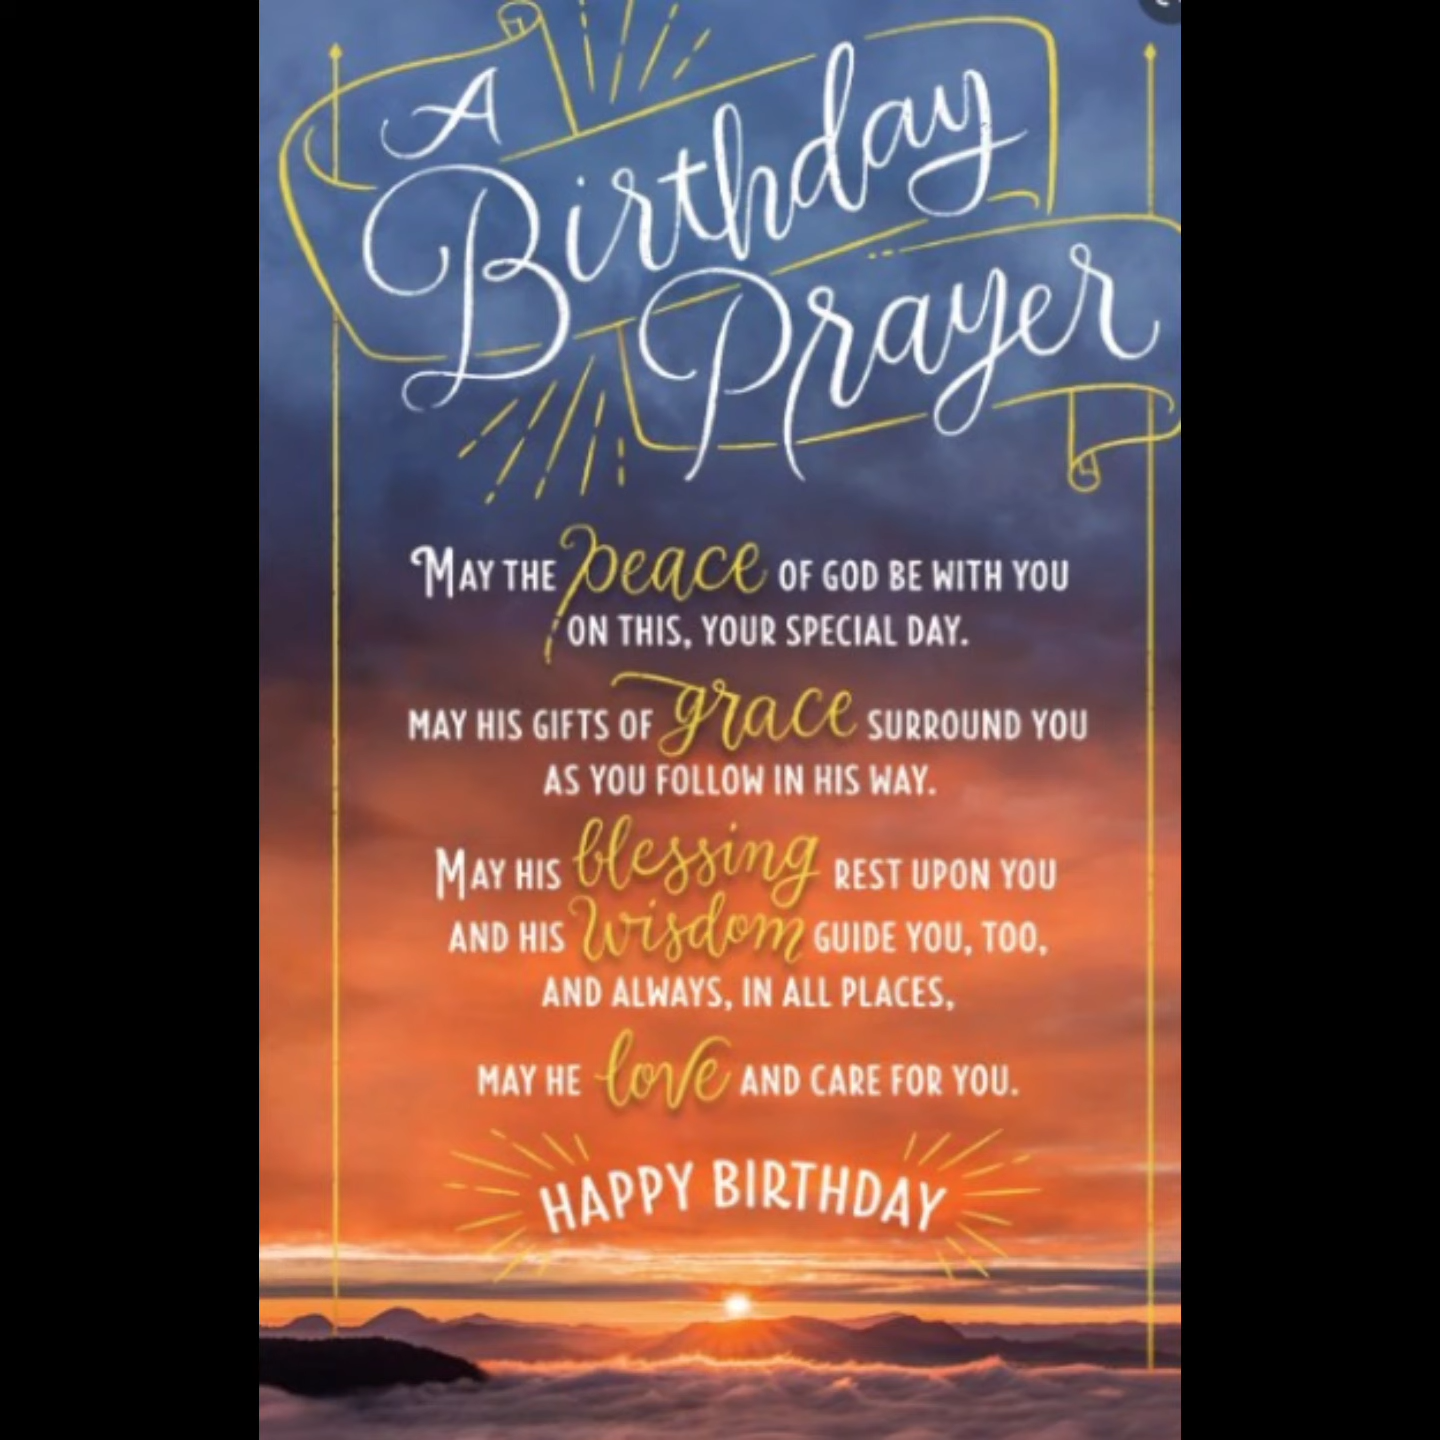 A
Birthday
Prayer
MAY THE peace OF GOD BE WITH YOU
ON THIS, YOUR SPECIAL DAY.
MAY HIS GIFTS OF grace SURROUND YOU
AS YOU FOLLOW IN HIS WAY.
MAY HIS blessing REST UPON YOU
AND HIS wisdom GUIDE YOU, TOO,
AND ALWAYS, IN ALL PLACES,
MAY HE love AND CARE FOR YOU.
HAPPY BIRTHDAY